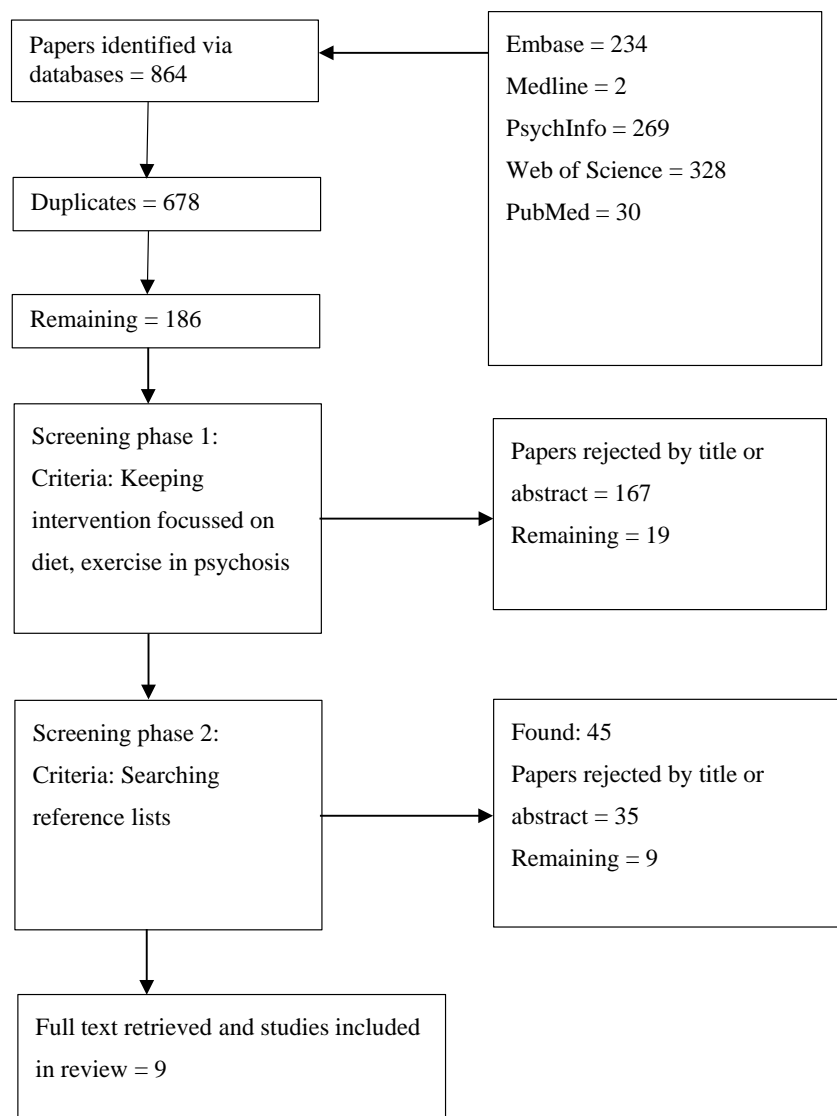 Papers identified via
databases = 864
Embase = 234
Medline = 2
PsychInfo = 269
Web of Science = 328
PubMed = 30
Duplicates = 678
Remaining = 186
Screening phase 1:
Criteria: Keeping
intervention focussed on
diet, exercise in psychosis
Papers rejected by title or
abstract = 167
Remaining = 19
Screening phase 2:
Criteria: Searching
reference lists
Found: 45
Papers rejected by title or
abstract = 35
Remaining = 9
Full text retrieved and studies included
in review = 9